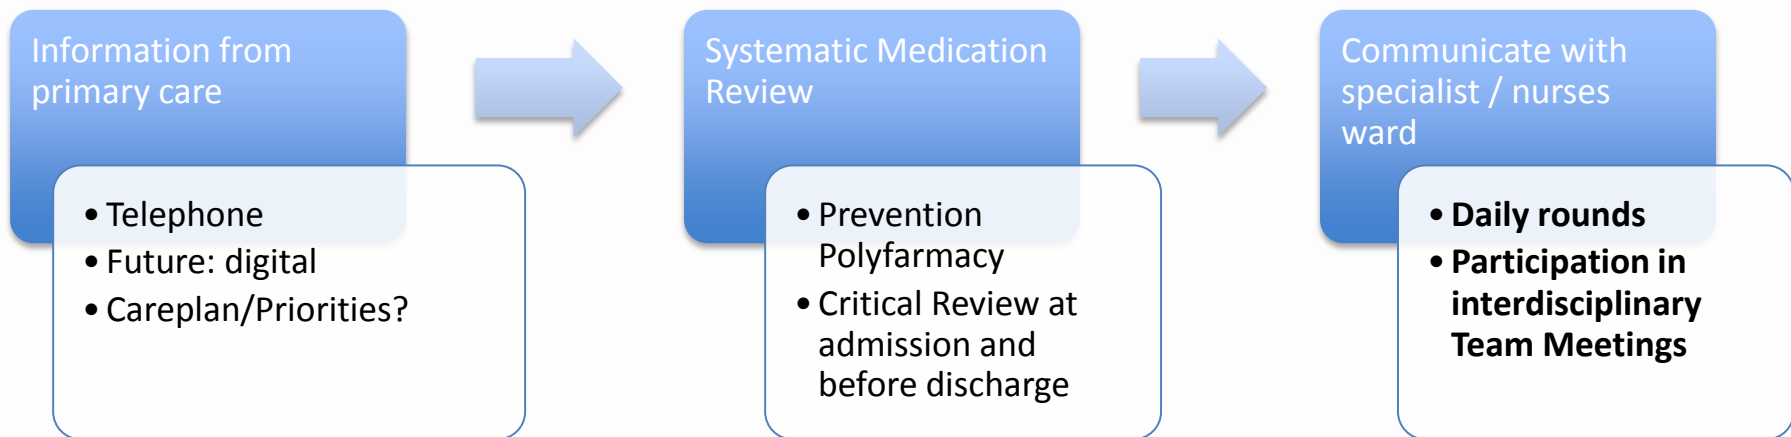 Information from
primary care
• Telephone
• Future: digital
• Careplan/Priorities?
Systematic Medication
Review
• Prevention
Polyfarmacy
• Critical Review at
admission and
before discharge
Communicate with
specialist / nurses
ward
• Daily rounds
• Participation in
interdisciplinary
Team Meetings